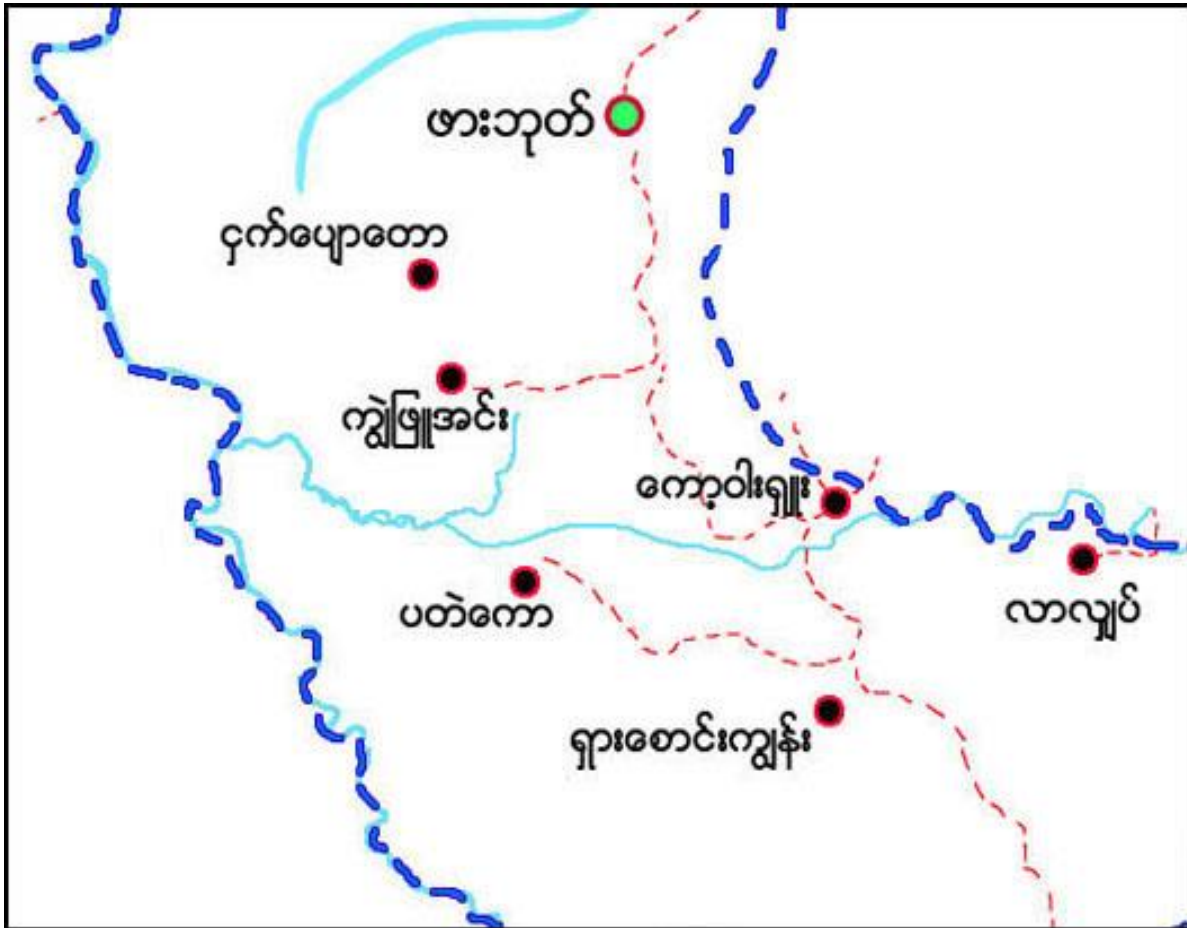 ဖားဘုတ်
ငှက်ပျောတော
ကျွဲဖြူအင်း
ကော့ဝါးရှူး
ပတဲကော
လာလျှပ်
ရှားစောင်းကျွန်း